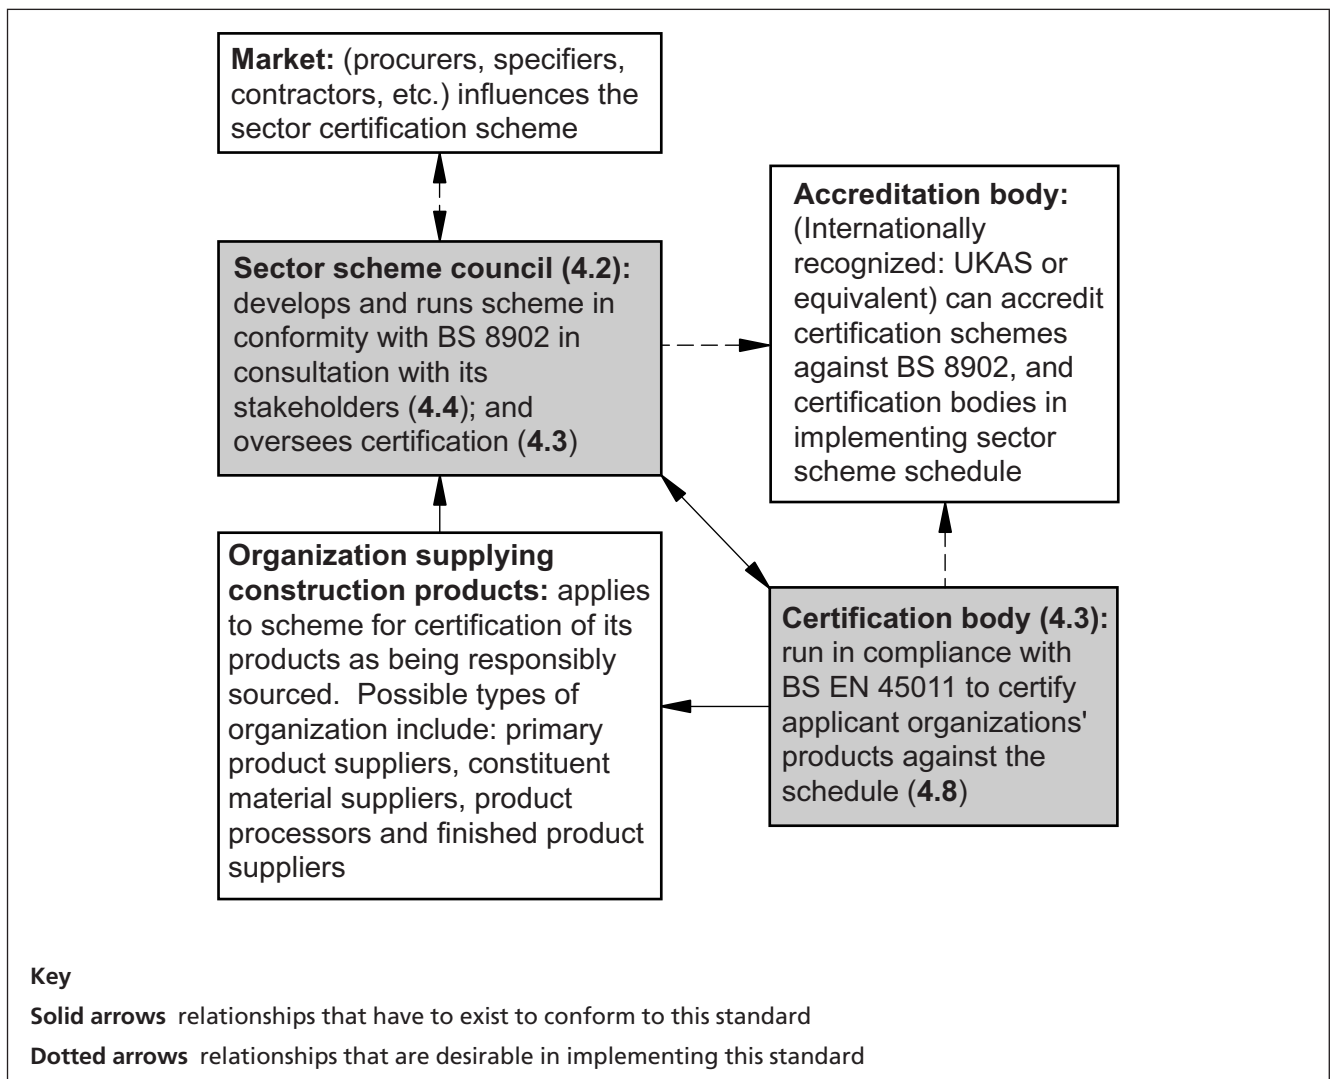 Market: (procurers, specifiers,
contractors, etc.) influences the
sector certification scheme
Sector scheme council (4.2):
develops and runs scheme in
conformity with BS 8902 in
consultation with its
stakeholders (4.4); and
oversees certification (4.3)
Accreditation body:
(Internationally
recognized: UKAS or
equivalent) can accredit
certification schemes
against BS 8902, and
certification bodies in
implementing sector
scheme schedule
Organization supplying
construction products: applies
to scheme for certification of its
products as being responsibly
sourced.  Possible types of
organization include: primary
product suppliers, constituent
material suppliers, product
processors and finished product
suppliers
Certification body (4.3):
run in compliance with
BS EN 45011 to certify
applicant organizations'
products against the
schedule (4.8)
Key
Solid arrows  relationships that have to exist to conform to this standard
Dotted arrows  relationships that are desirable in implementing this standard